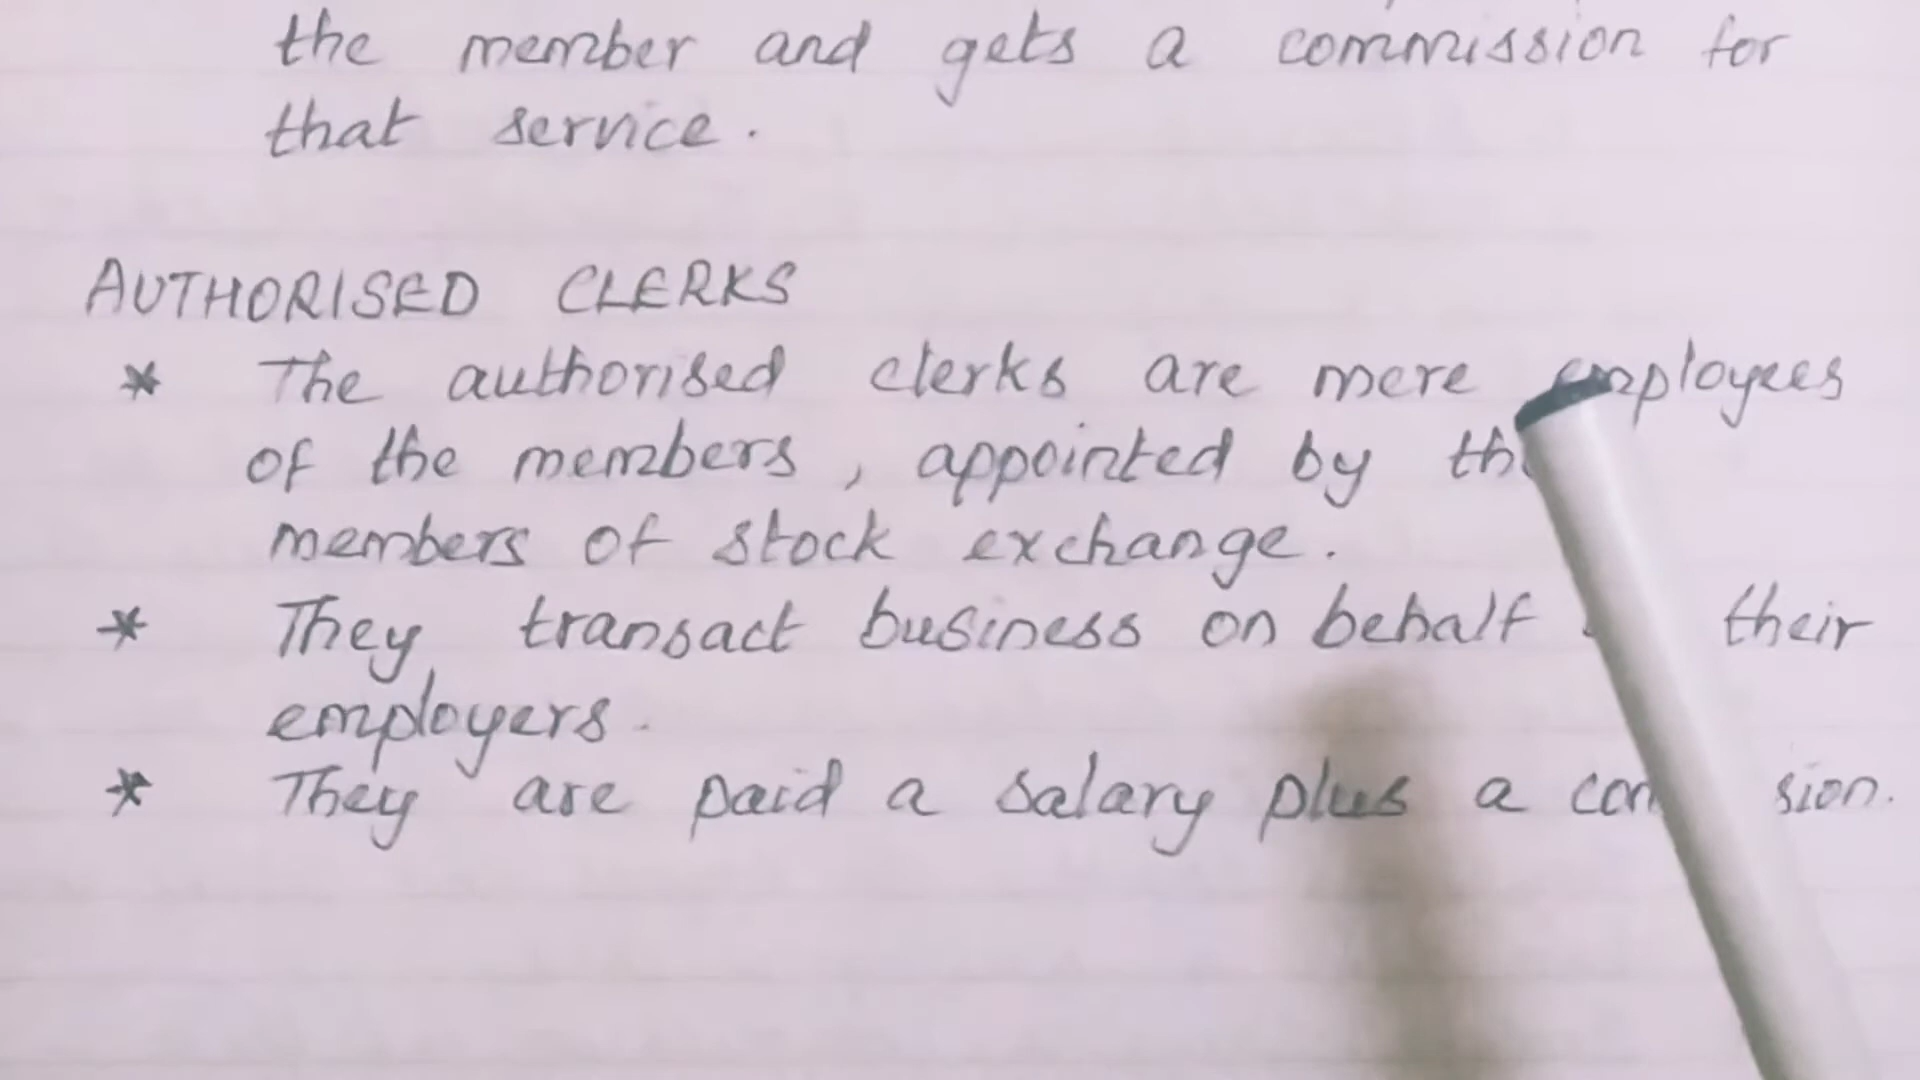 the member and gets a commission for
that service.
AUTHORISED CLERKS
* The authorised clerks are mere employees
of the members, appointed by
members of stock exchange.
* They transact business on behalf their
employers.
* They are paid a salary plus a